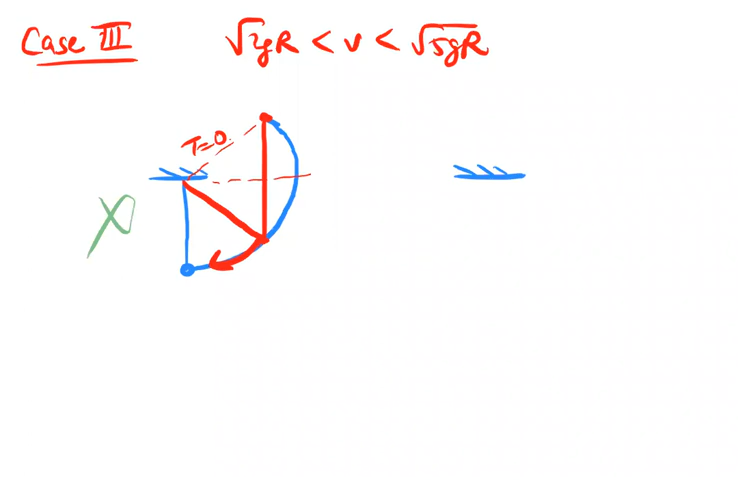 Case III √2gR < v < √5gR
T=0